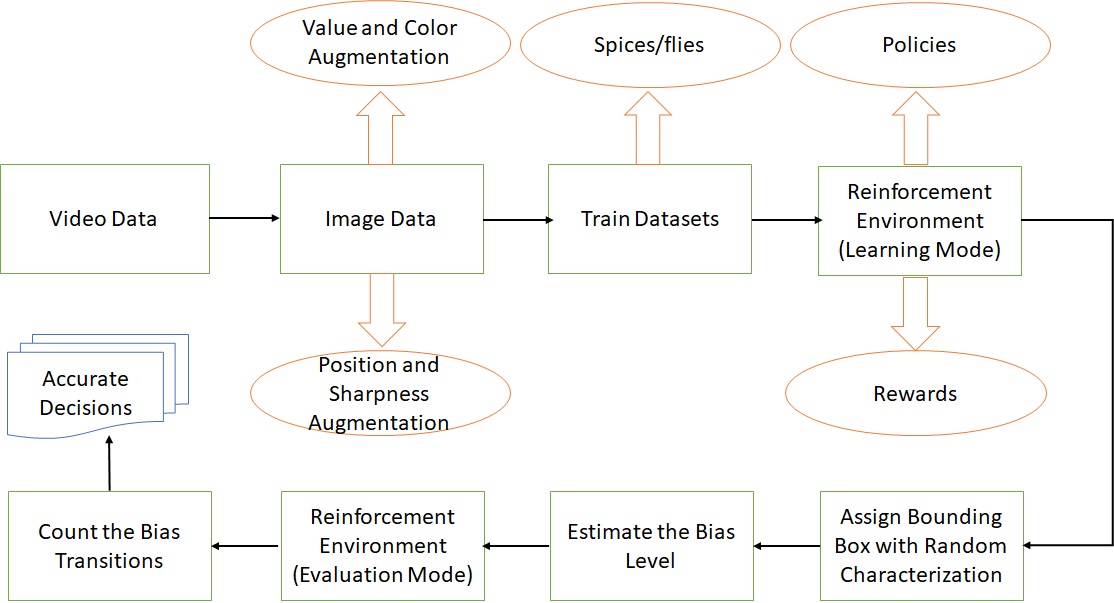 Value and Color
Augmentation
Spices/flies
Policies
Video Data
Image Data
Train Datasets
Reinforcement
Environment
(Learning Mode)
Accurate
Decisions
Position and
Sharpness
Augmentation
Rewards
Count the Bias
Transitions
Reinforcement
Environment
(Evaluation Mode)
Estimate the Bias
Level
Assign Bounding
Box with Random
Characterization